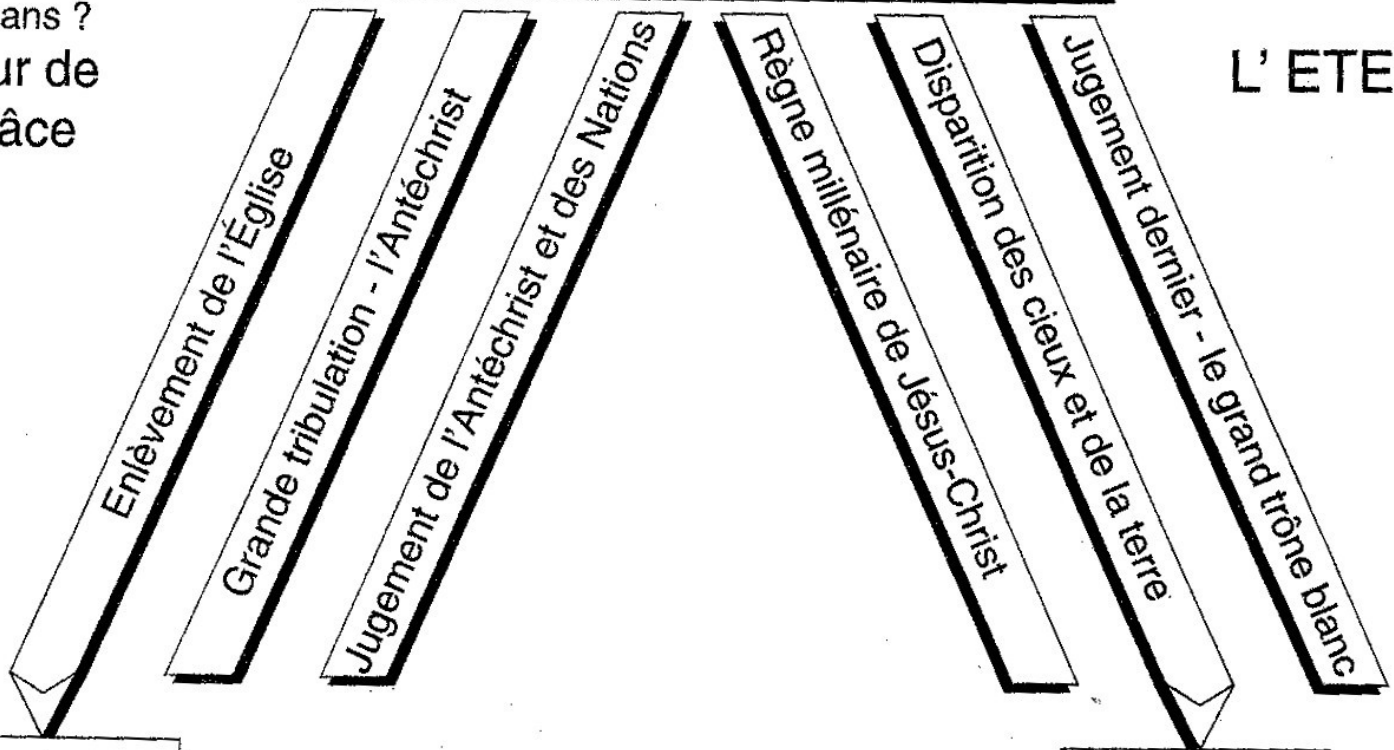 ans ?
ur de
âce
Enlèvement de l'Église
Grande tribulation - l'Antéchrist
Jugement de l'Antéchrist et des Nations
Règne millénaire de Jésus-Christ
Disparition des cieux et de la terre
Jugement dernier - le grand trône blanc
L' ETE